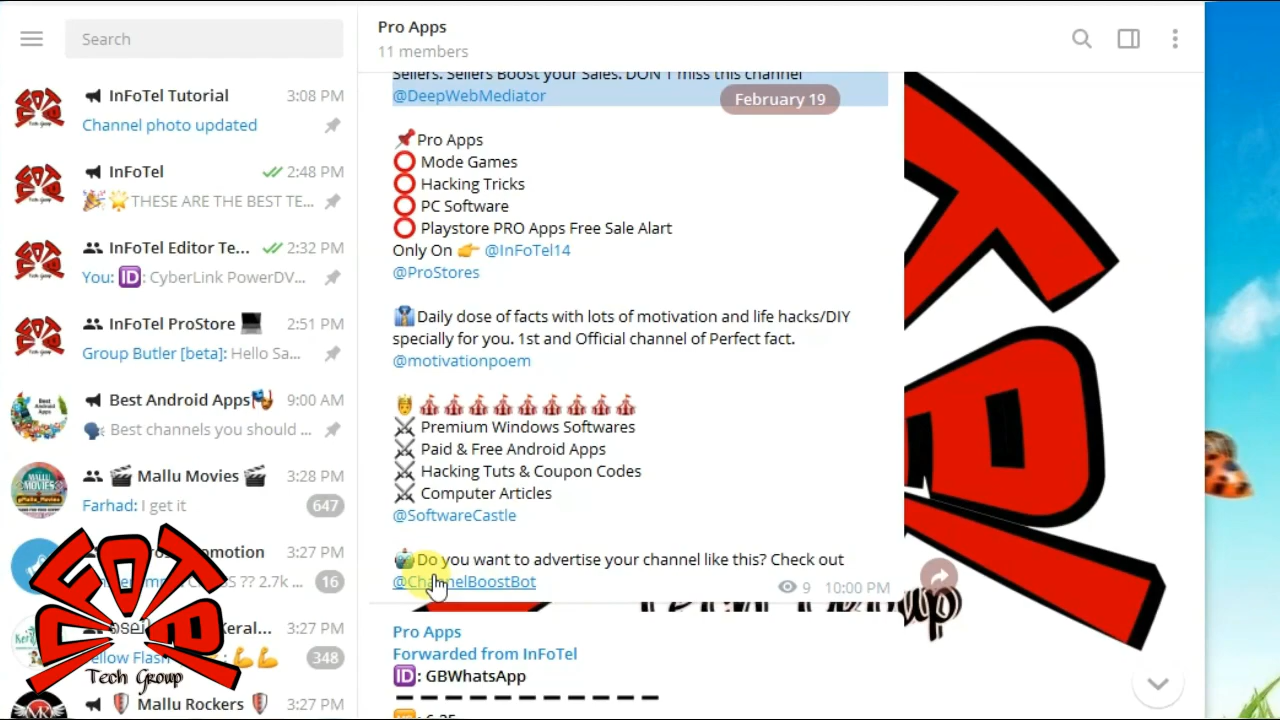 Search
InFoTel Tutorial
3:08 PM
Channel photo updated
InFoTel
2:48 PM
🎉🌟THESE ARE THE BEST TE...
InFoTel Editor Te...
2:32 PM
You: 🆔: CyberLink PowerDV...
InFoTel ProStore 💻
2:51 PM
Group Butler [beta]: Hello Sa...
Best Android Apps
9:00 AM
🗣 Best channels you should ...
🎬 Mallu Movies 🎬
3:28 PM
Farhad: I get it
647
3:27 PM
?? 2.7k ...
16
3:27 PM
348
🛡 Mallu Rockers 🛡
3:27 PM
Tech Group
Pro Apps
11 members
Sellers. Sellers Boost your Sales. DON'T miss this channel
@DeepWebMediator
February 19
📌Pro Apps
⭕ Mode Games
⭕ Hacking Tricks
⭕ PC Software
⭕ Playstore PRO Apps Free Sale Alart
Only On 👉 @InFoTel14
@ProStores
👔Daily dose of facts with lots of motivation and life hacks/DIY
specially for you. 1st and Official channel of Perfect fact.
@motivationpoem
🤴🎪🎪🎪🎪🎪🎪🎪🎪🎪
⚔ Premium Windows Softwares
⚔ Paid & Free Android Apps
⚔ Hacking Tuts & Coupon Codes
⚔ Computer Articles
@SoftwareCastle
🤖Do you want to advertise your channel like this? Check out
@ChannelBoostBot
9 10:00 PM
Pro Apps
Forwarded from InFoTel
🆔: GBWhatsApp